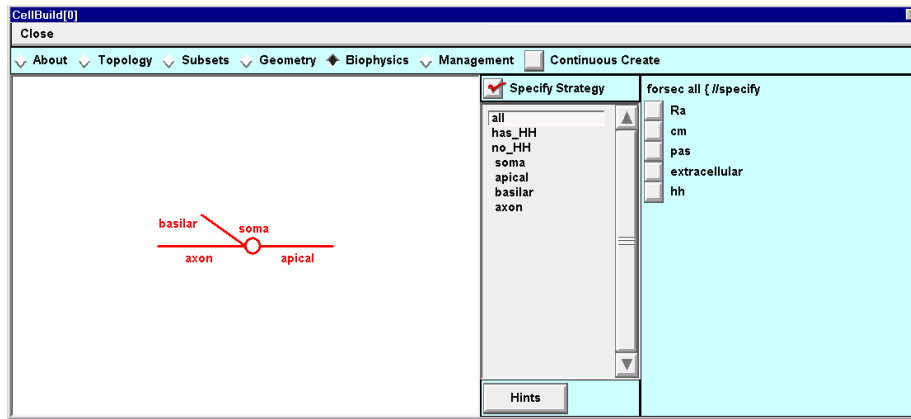 CellBuild[0]
Close
About Topology Subsets Geometry Biophysics Management Continuous Create
Specify Strategy
all
has_HH
no_HH
soma
apical
basilar
axon
Hints
forsec all { //specify
Ra
cm
pas
extracellular
hh
basilar
soma
axon
apical